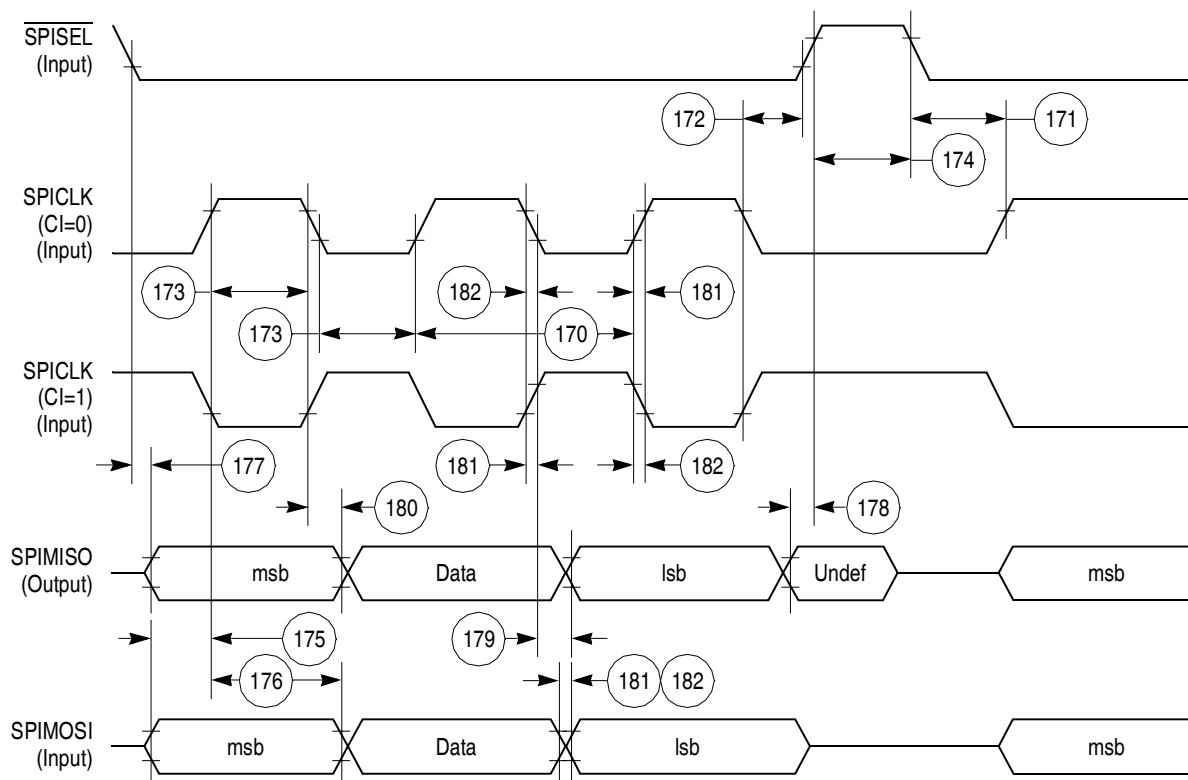 SPISEL
(Input)
172
171
174
SPICLK
(CI=0)
(Input)
173
182
181
173
170
SPICLK
(CI=1)
(Input)
177
181
182
180
178
SPIMISO
(Output)
msb
Data
lsb
Undef
msb
175
179
176
181
182
SPIMOSI
(Input)
msb
Data
lsb
msb